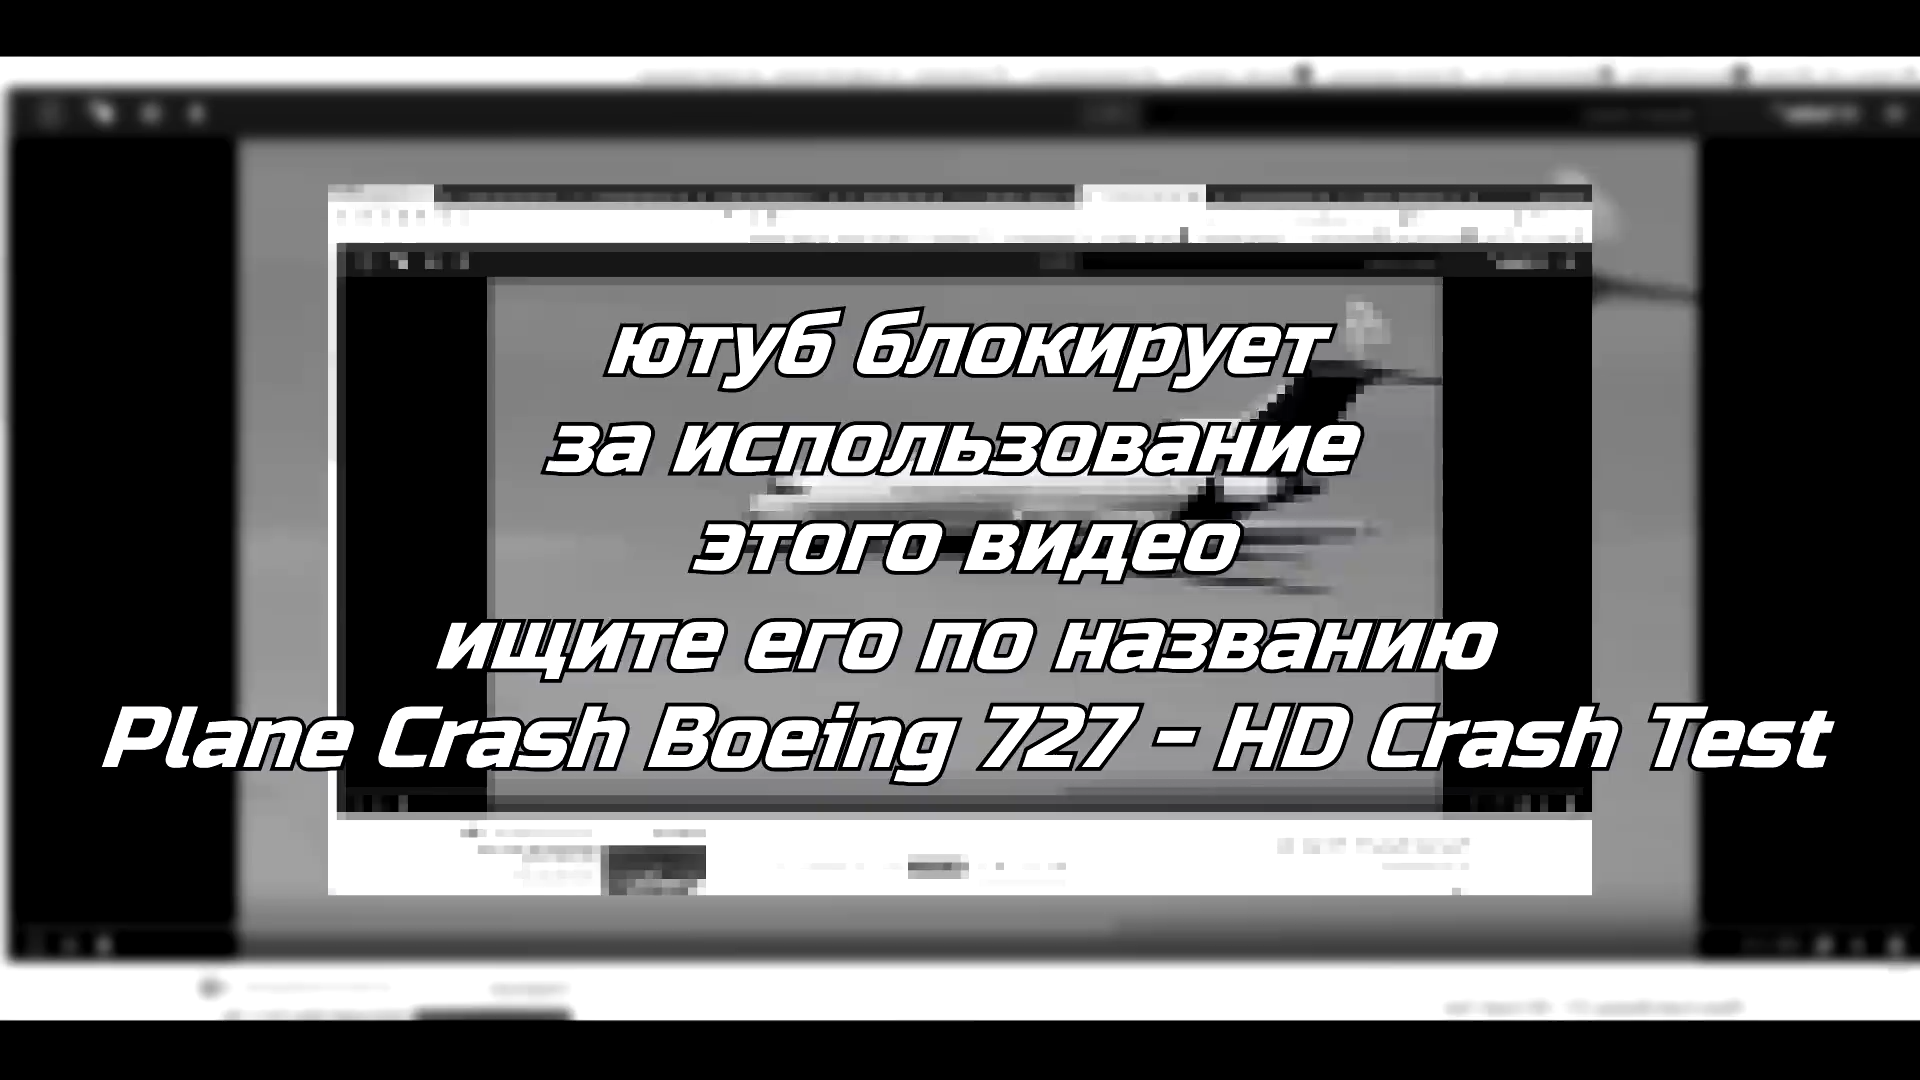 ютуб блокирует
за использование
этого видео
ищите его по названию
Plane Crash Boeing 727 - HD Crash Test